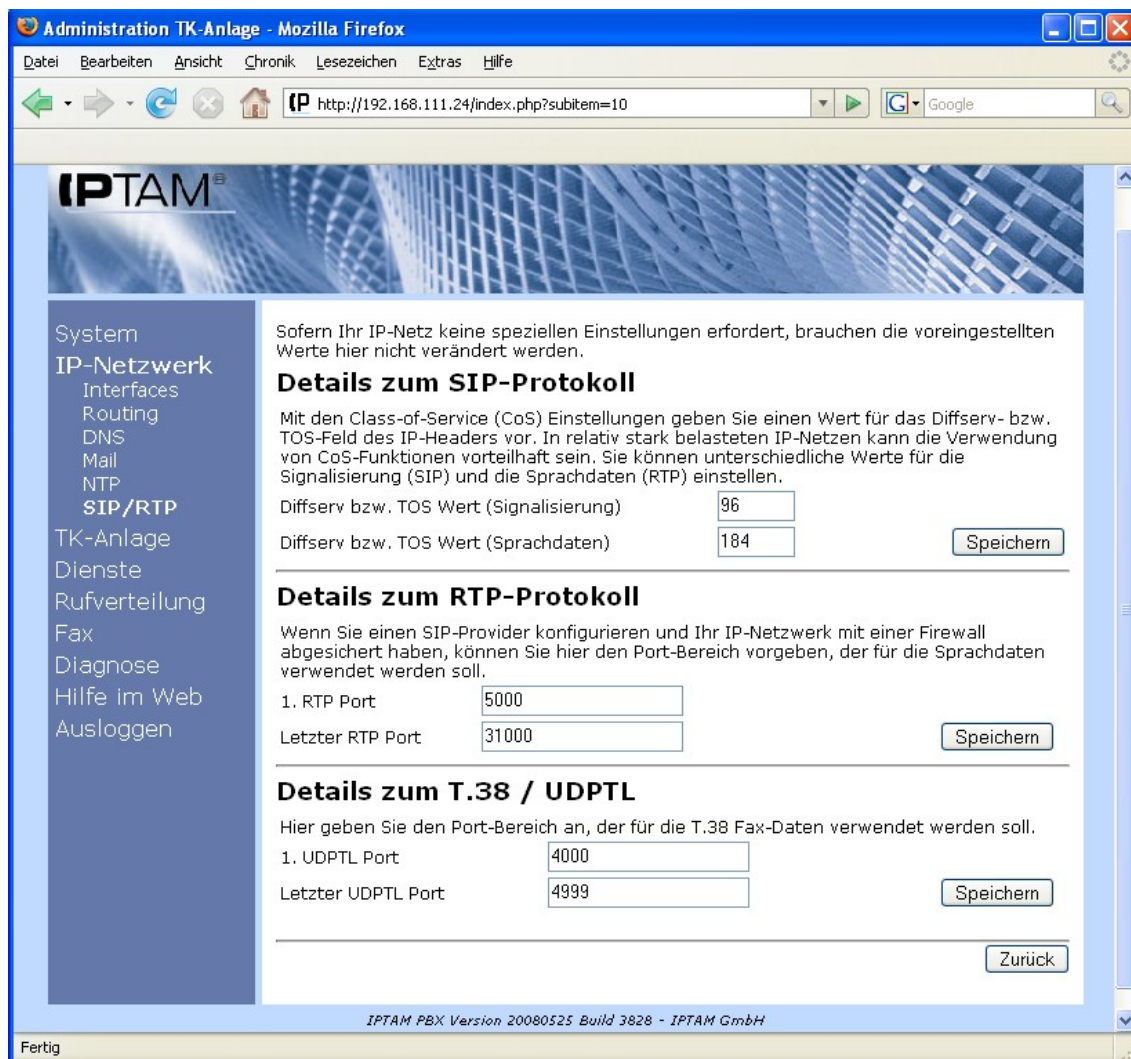 Administration TK-Anlage - Mozilla Firefox
Datei Bearbeiten Ansicht Chronik Lesezeichen Extras Hilfe
http://192.168.111.24/index.php?subitem=10
Google
IPTAM®
System
IP-Netzwerk
Interfaces
Routing
DNS
Mail
NTP
SIP/RTP
TK-Anlage
Dienste
Rufverteilung
Fax
Diagnose
Hilfe im Web
Ausloggen
Sofern Ihr IP-Netz keine speziellen Einstellungen erfordert, brauchen die voreingestellten
Werte hier nicht verändert werden.
Details zum SIP-Protokoll
Mit den Class-of-Service (CoS) Einstellungen geben Sie einen Wert für das Diffserv- bzw.
TOS-Feld des IP-Headers vor. In relativ stark belasteten IP-Netzen kann die Verwendung
von CoS-Funktionen vorteilhaft sein. Sie können unterschiedliche Werte für die
Signalisierung (SIP) und die Sprachdaten (RTP) einstellen.
Diffserv bzw. TOS Wert (Signalisierung) 96
Diffserv bzw. TOS Wert (Sprachdaten) 184 Speichern
Details zum RTP-Protokoll
Wenn Sie einen SIP-Provider konfigurieren und Ihr IP-Netzwerk mit einer Firewall
abgesichert haben, können Sie hier den Port-Bereich vorgeben, der für die Sprachdaten
verwendet werden soll.
1. RTP Port 5000
Letzter RTP Port 31000 Speichern
Details zum T.38 / UDPTL
Hier geben Sie den Port-Bereich an, der für die T.38 Fax-Daten verwendet werden soll.
1. UDPTL Port 4000
Letzter UDPTL Port 4999 Speichern
Zurück
IPTAM PBX Version 20080525 Build 3828 - IPTAM GmbH
Fertig